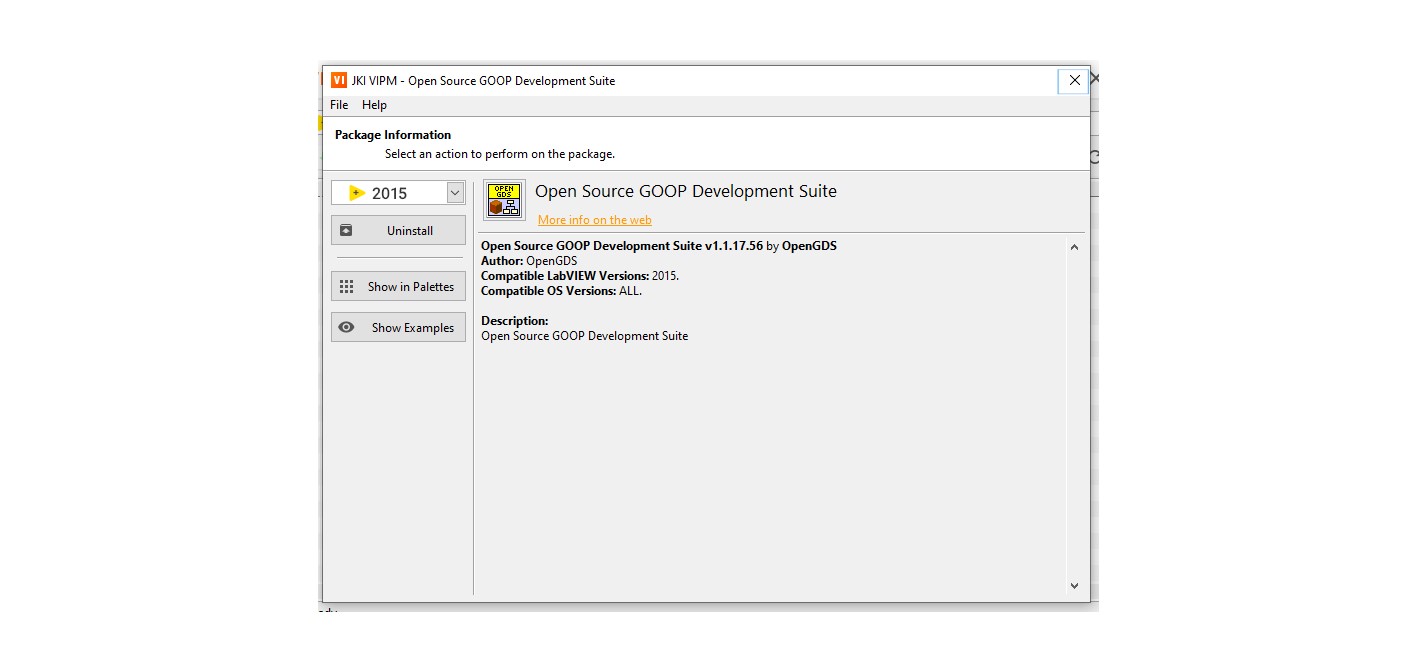 VI JKI VIPM - Open Source GOOP Development Suite
File Help
Package Information
Select an action to perform on the package.
2015
Uninstall
Show in Palettes
Show Examples
OPEN
GDS
Open Source GOOP Development Suite
More info on the web
Open Source GOOP Development Suite v1.1.17.56 by OpenGDS
Author: OpenGDS
Compatible LabVIEW Versions: 2015.
Compatible OS Versions: ALL.
Description:
Open Source GOOP Development Suite